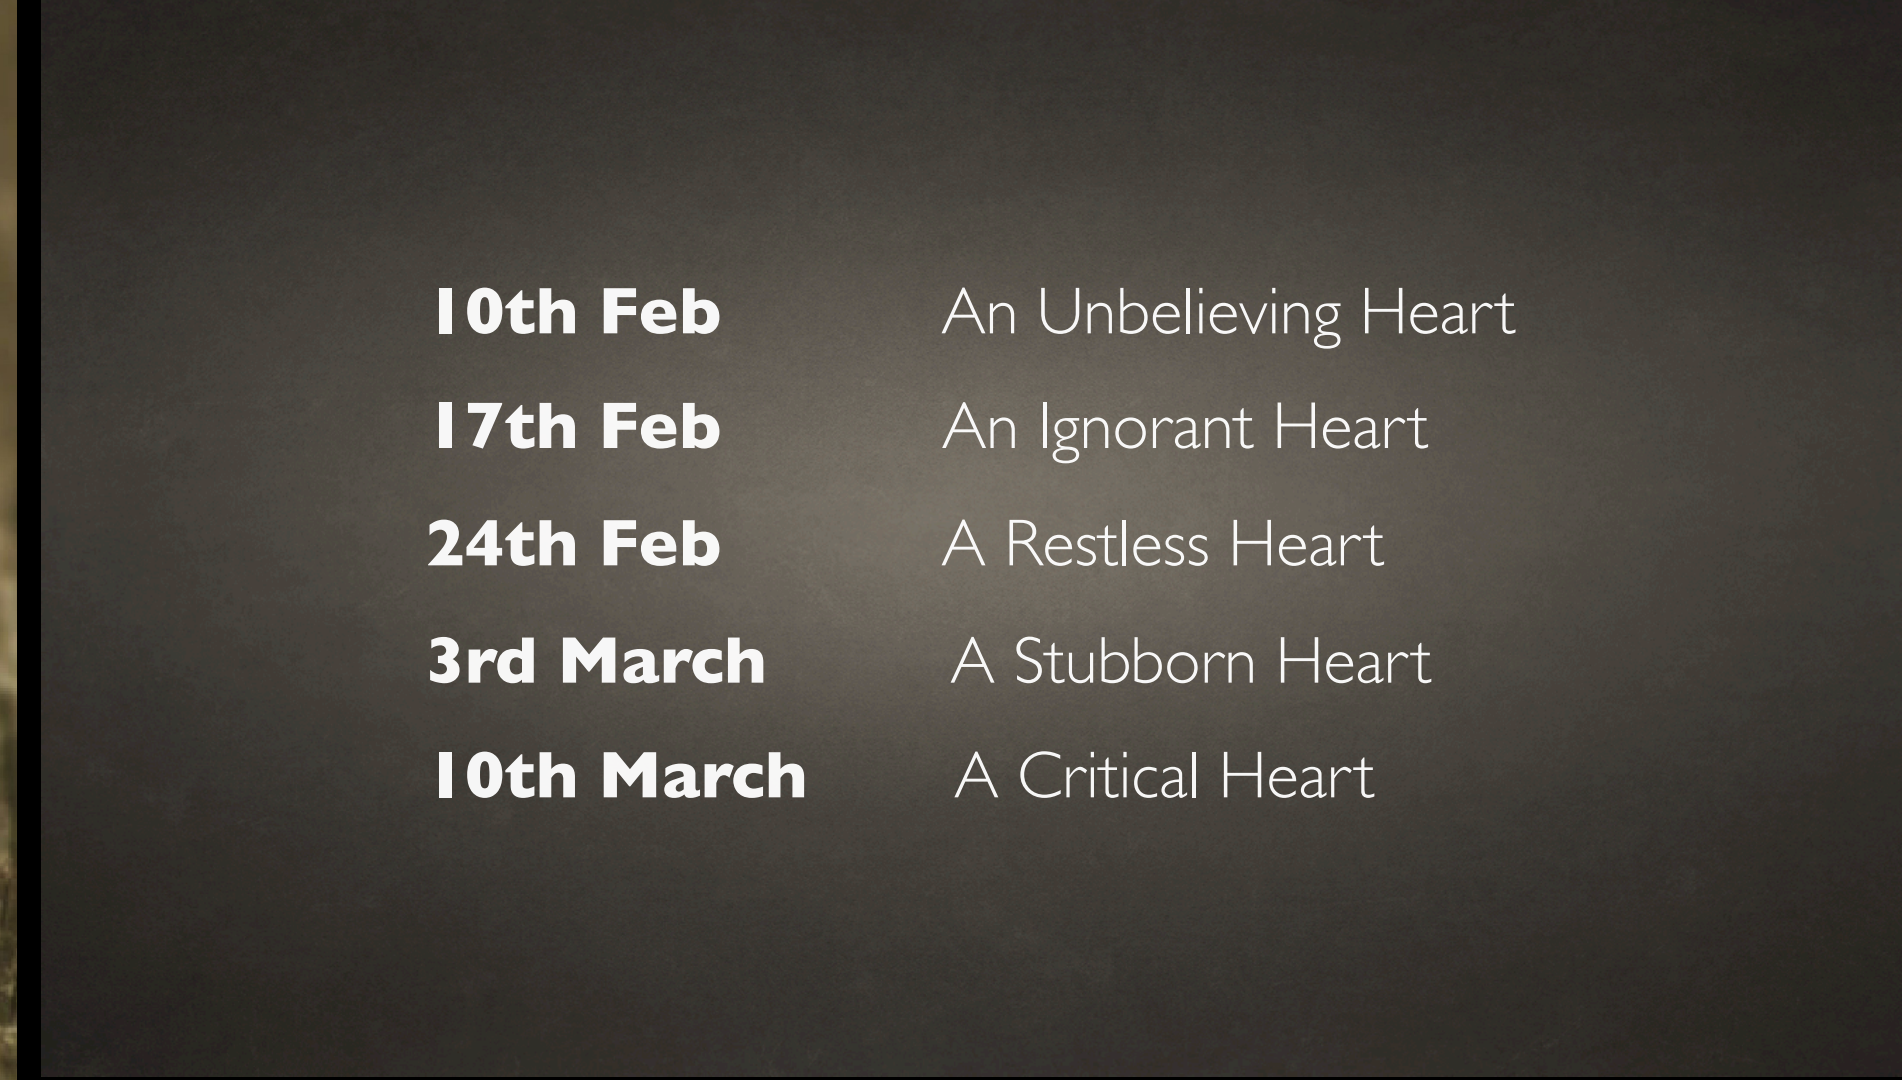 10th Feb An Unbelieving Heart
17th Feb An Ignorant Heart
24th Feb A Restless Heart
3rd March A Stubborn Heart
10th March A Critical Heart